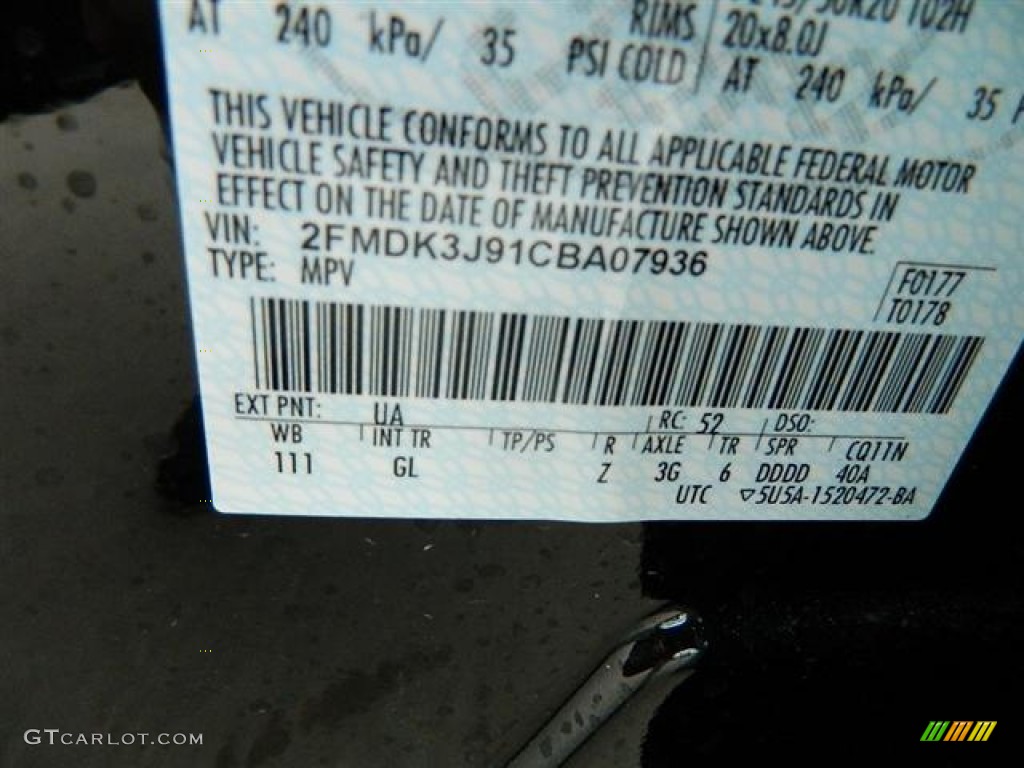 RIMS 20x8.0J
AT 240 kPa/ 35 PSI COLD AT 240 kPa/ 35
THIS VEHICLE CONFORMS TO ALL APPLICABLE FEDERAL MOTOR
VEHICLE SAFETY AND THEFT PREVENTION STANDARDS IN
EFFECT ON THE DATE OF MANUFACTURE SHOWN ABOVE.
VIN: 2FMDK3J91CBA07936
TYPE: MPV
F0177
T0178
EXT PNT: UA RC: 52 DSO:
WB INT TR TP/PS R AXLE TR SPR CQ11N
111 GL Z 3G 6 DDDD 40A
UTC ▽5U5A-1520472-BA
GTCARLOT.COM